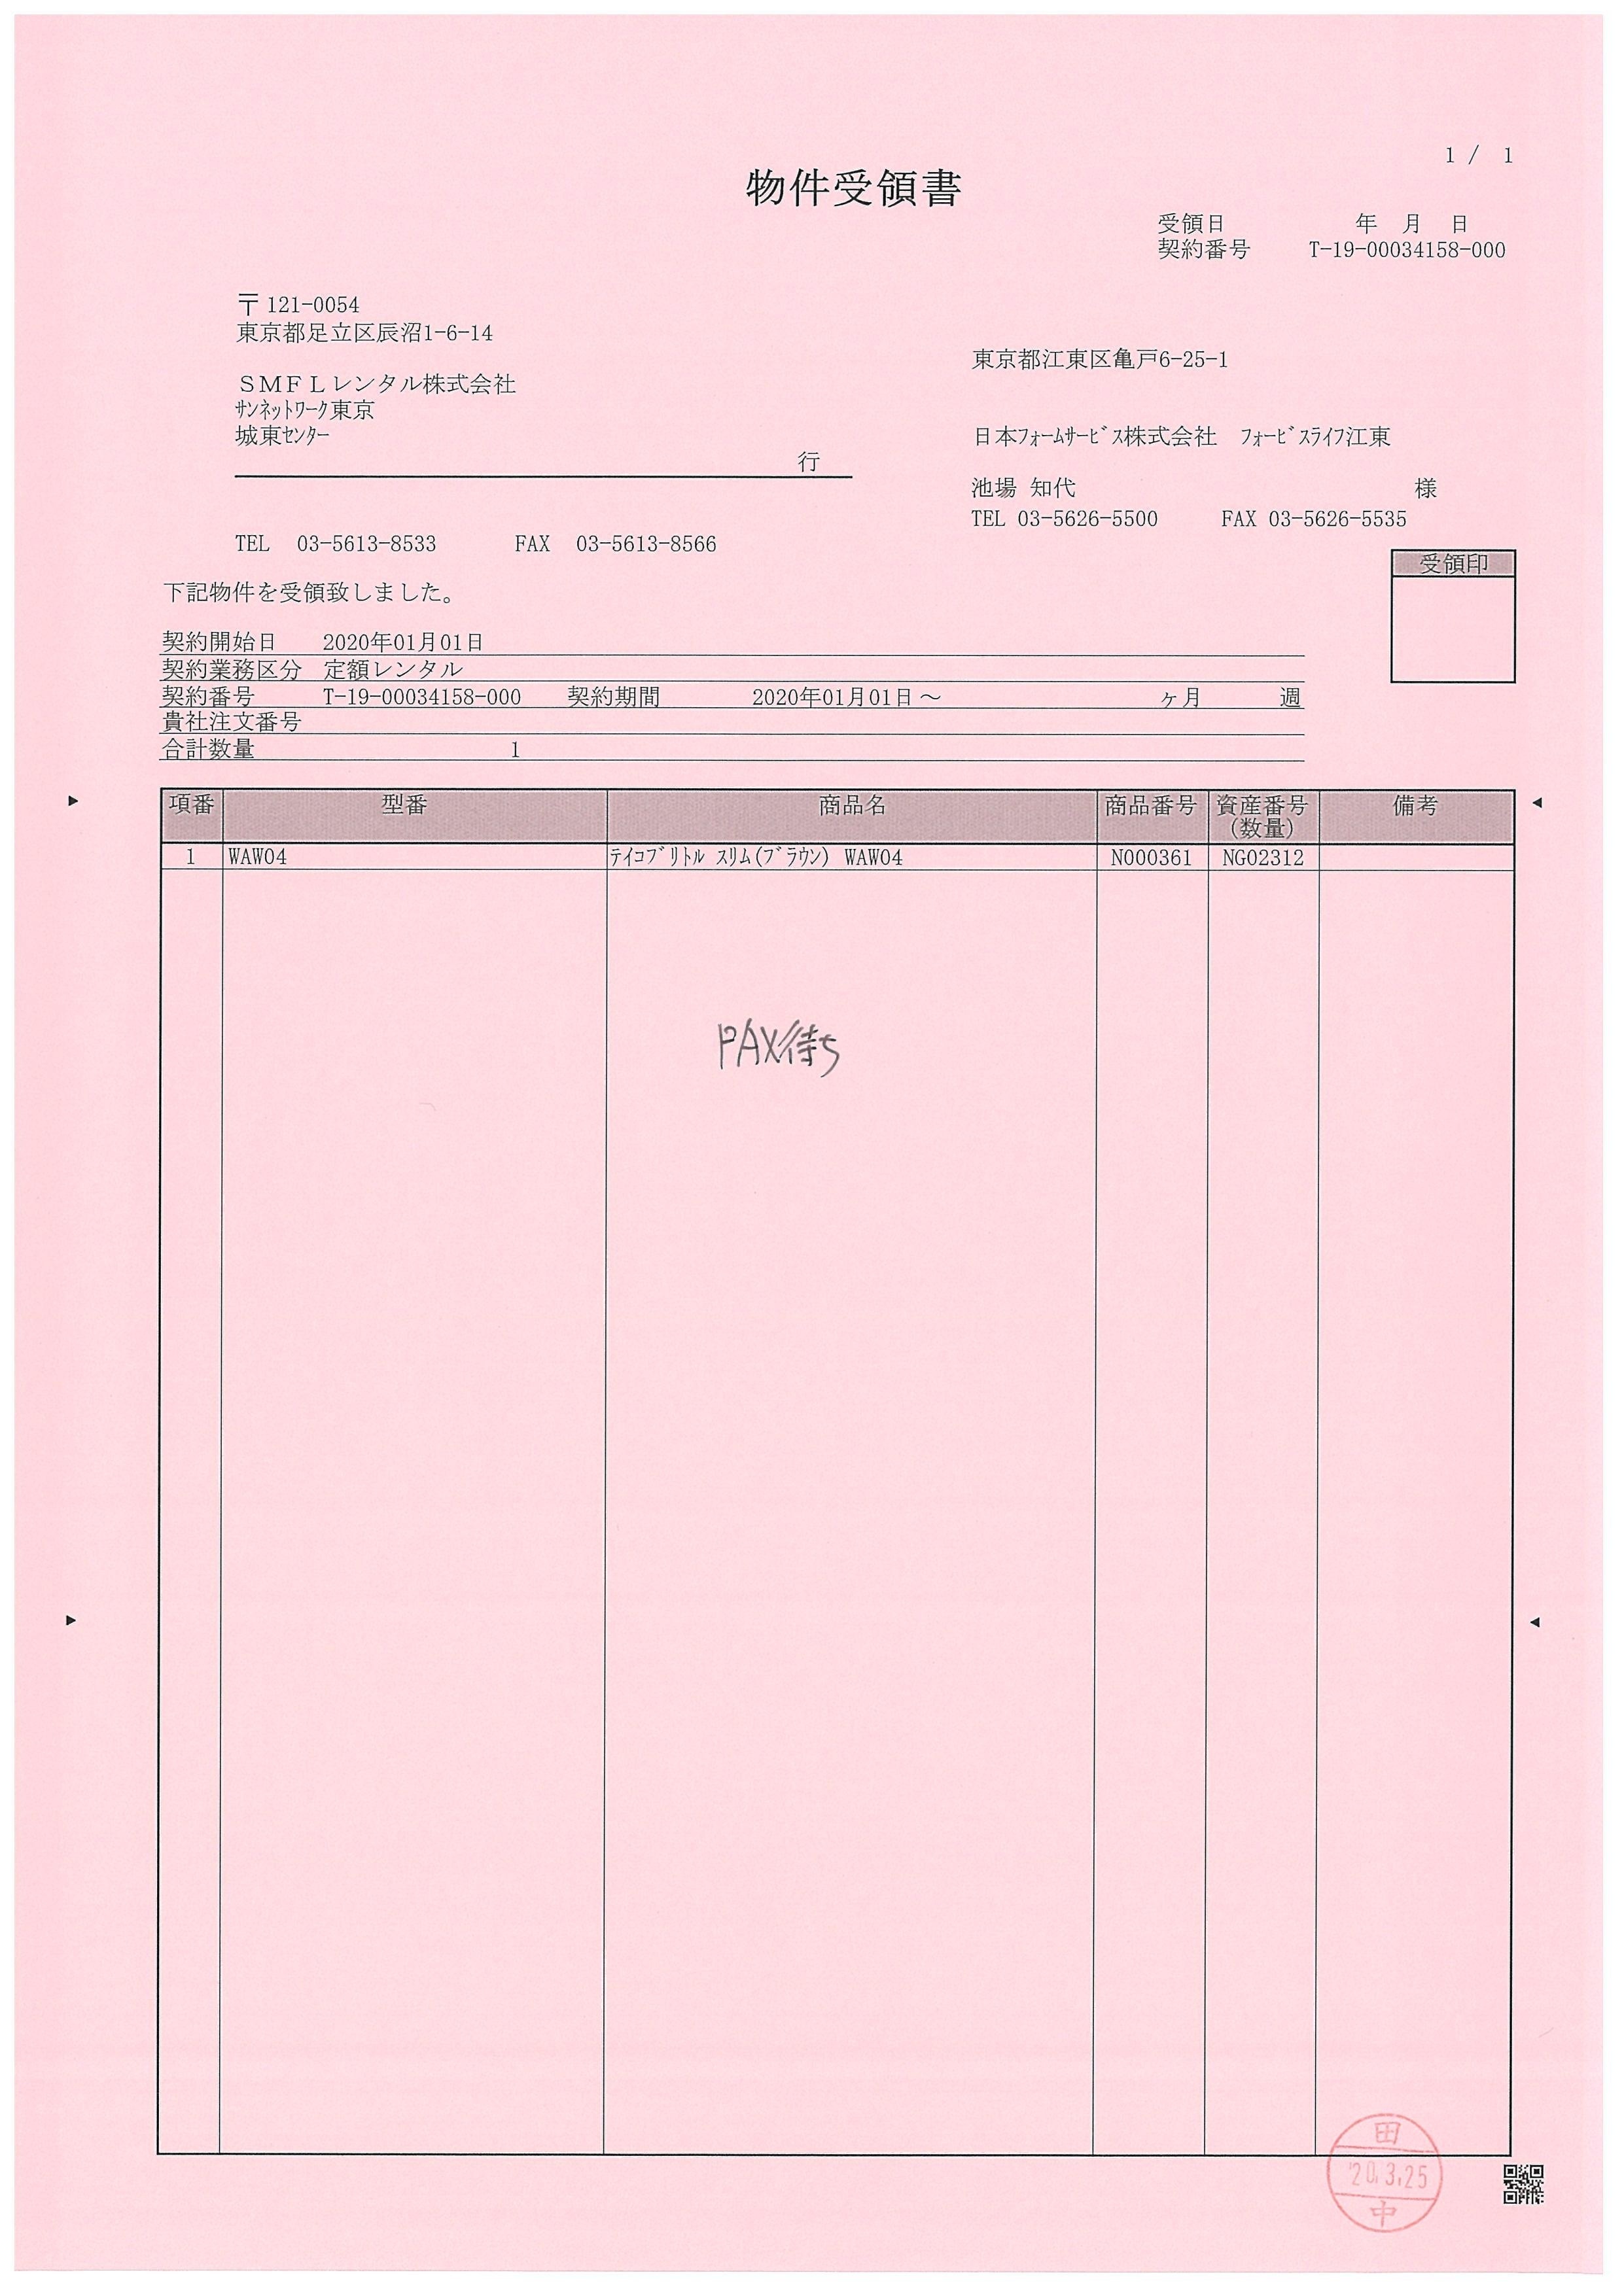 1 / 1
物件受領書
受領日 年 月 日
契約番号 T-19-00034158-000
〒121-0054
東京都足立区辰沼1-6-14
ＳＭＦＬレンタル株式会社
ｻﾝﾈｯﾄﾜｰｸ東京
城東ｾﾝﾀｰ
行
TEL 03-5613-8533 FAX 03-5613-8566
東京都江東区亀戸6-25-1
日本ﾌｫｰﾑｻｰﾋﾞｽ株式会社 ﾌｫｰﾋﾞｽﾗｲﾌ江東
池場 知代 様
TEL 03-5626-5500 FAX 03-5626-5535
受領印
下記物件を受領致しました。
契約開始日 2020年01月01日
契約業務区分 定額レンタル
契約番号 T-19-00034158-000 契約期間 2020年01月01日～ ヶ月 週
貴社注文番号
合計数量 1
項番 型番 商品名 商品番号 資産番号(数量) 備考
1 WAW04 ﾃｲｺﾌﾞﾘﾄﾙ ｽﾘﾑ(ﾌﾞﾗｳﾝ) WAW04 N000361 NG02312
PAX待ち
田
'20.3.25
中